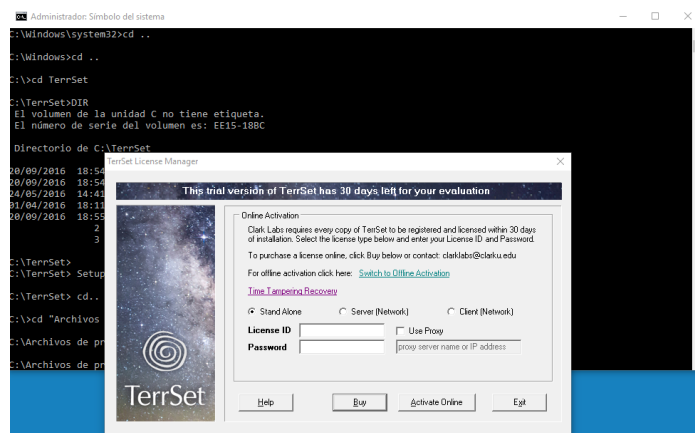 Administrador: Símbolo del sistema
C:\Windows\system32>cd ..
C:\Windows>cd ..
C:\>cd TerrSet
C:\TerrSet>DIR
El volumen de la unidad C no tiene etiqueta.
El número de serie del volumen es: EE15-18BC
Directorio de C:\TerrSet
20/09/2016 18:54
20/09/2016 18:54
24/05/2016 14:41
01/04/2016 18:11
20/09/2016 18:55
2
3
C:\TerrSet>
C:\TerrSet> Setup
C:\TerrSet> cd..
C:\>cd "Archivos
C:\Archivos de pr
C:\Archivos de pr
TerrSet License Manager
This trial version of TerrSet has 30 days left for your evaluation
Online Activation
Clark Labs requires every copy of TerrSet to be registered and licensed within 30 days
of installation. Select the license type below and enter your License ID and Password.
To purchase a license online, click Buy below or contact: clarklabs@clarku.edu
For offline activation click here: Switch to Offline Activation
Time Tampering Recovery
Stand Alone Server (Network) Client (Network)
License ID Use Proxy
Password proxy server name or IP address
TerrSet
Help Buy Activate Online Exit